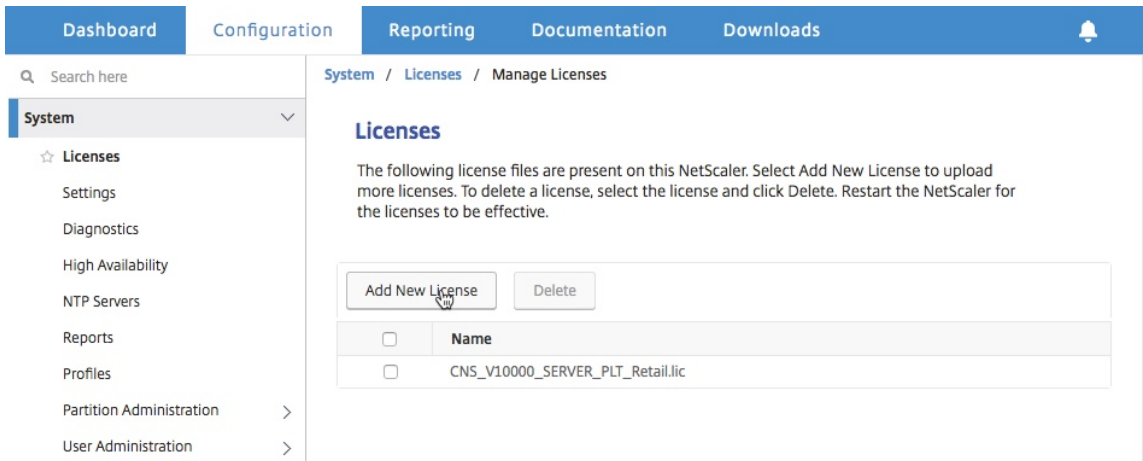 Dashboard Configuration Reporting Documentation Downloads
Search here
System / Licenses / Manage Licenses
System
Licenses
Settings
Diagnostics
High Availability
NTP Servers
Reports
Profiles
Partition Administration
User Administration
Licenses
The following license files are present on this NetScaler. Select Add New License to upload
more licenses. To delete a license, select the license and click Delete. Restart the NetScaler for
the licenses to be effective.
Add New License Delete
Name
CNS_V10000_SERVER_PLT_Retail.lic